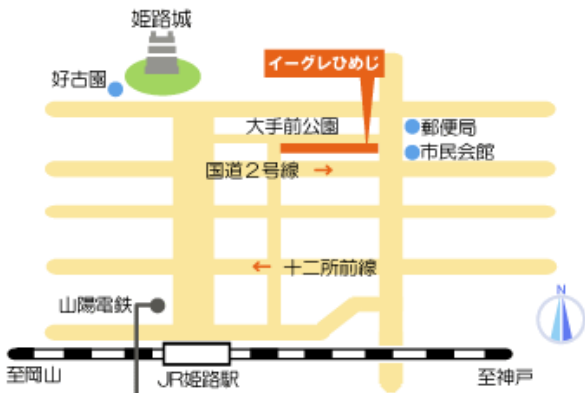 姫路城
イーグレひめじ
好古園
大手前公園
郵便局
市民会館
国道2号線 →
← 十二所前線
山陽電鉄
N
至岡山
JR姫路駅
至神戸